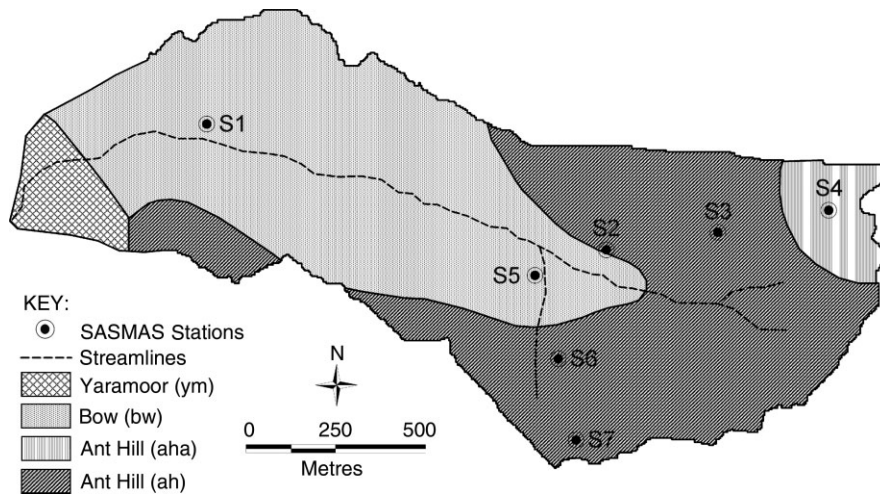 S1
S4
S3
S2
S5
KEY:
SASMAS Stations
Streamlines
N
S6
Yaramoor (ym)
Bow (bw)
0 250 500
S7
Ant Hill (aha)
Metres
Ant Hill (ah)